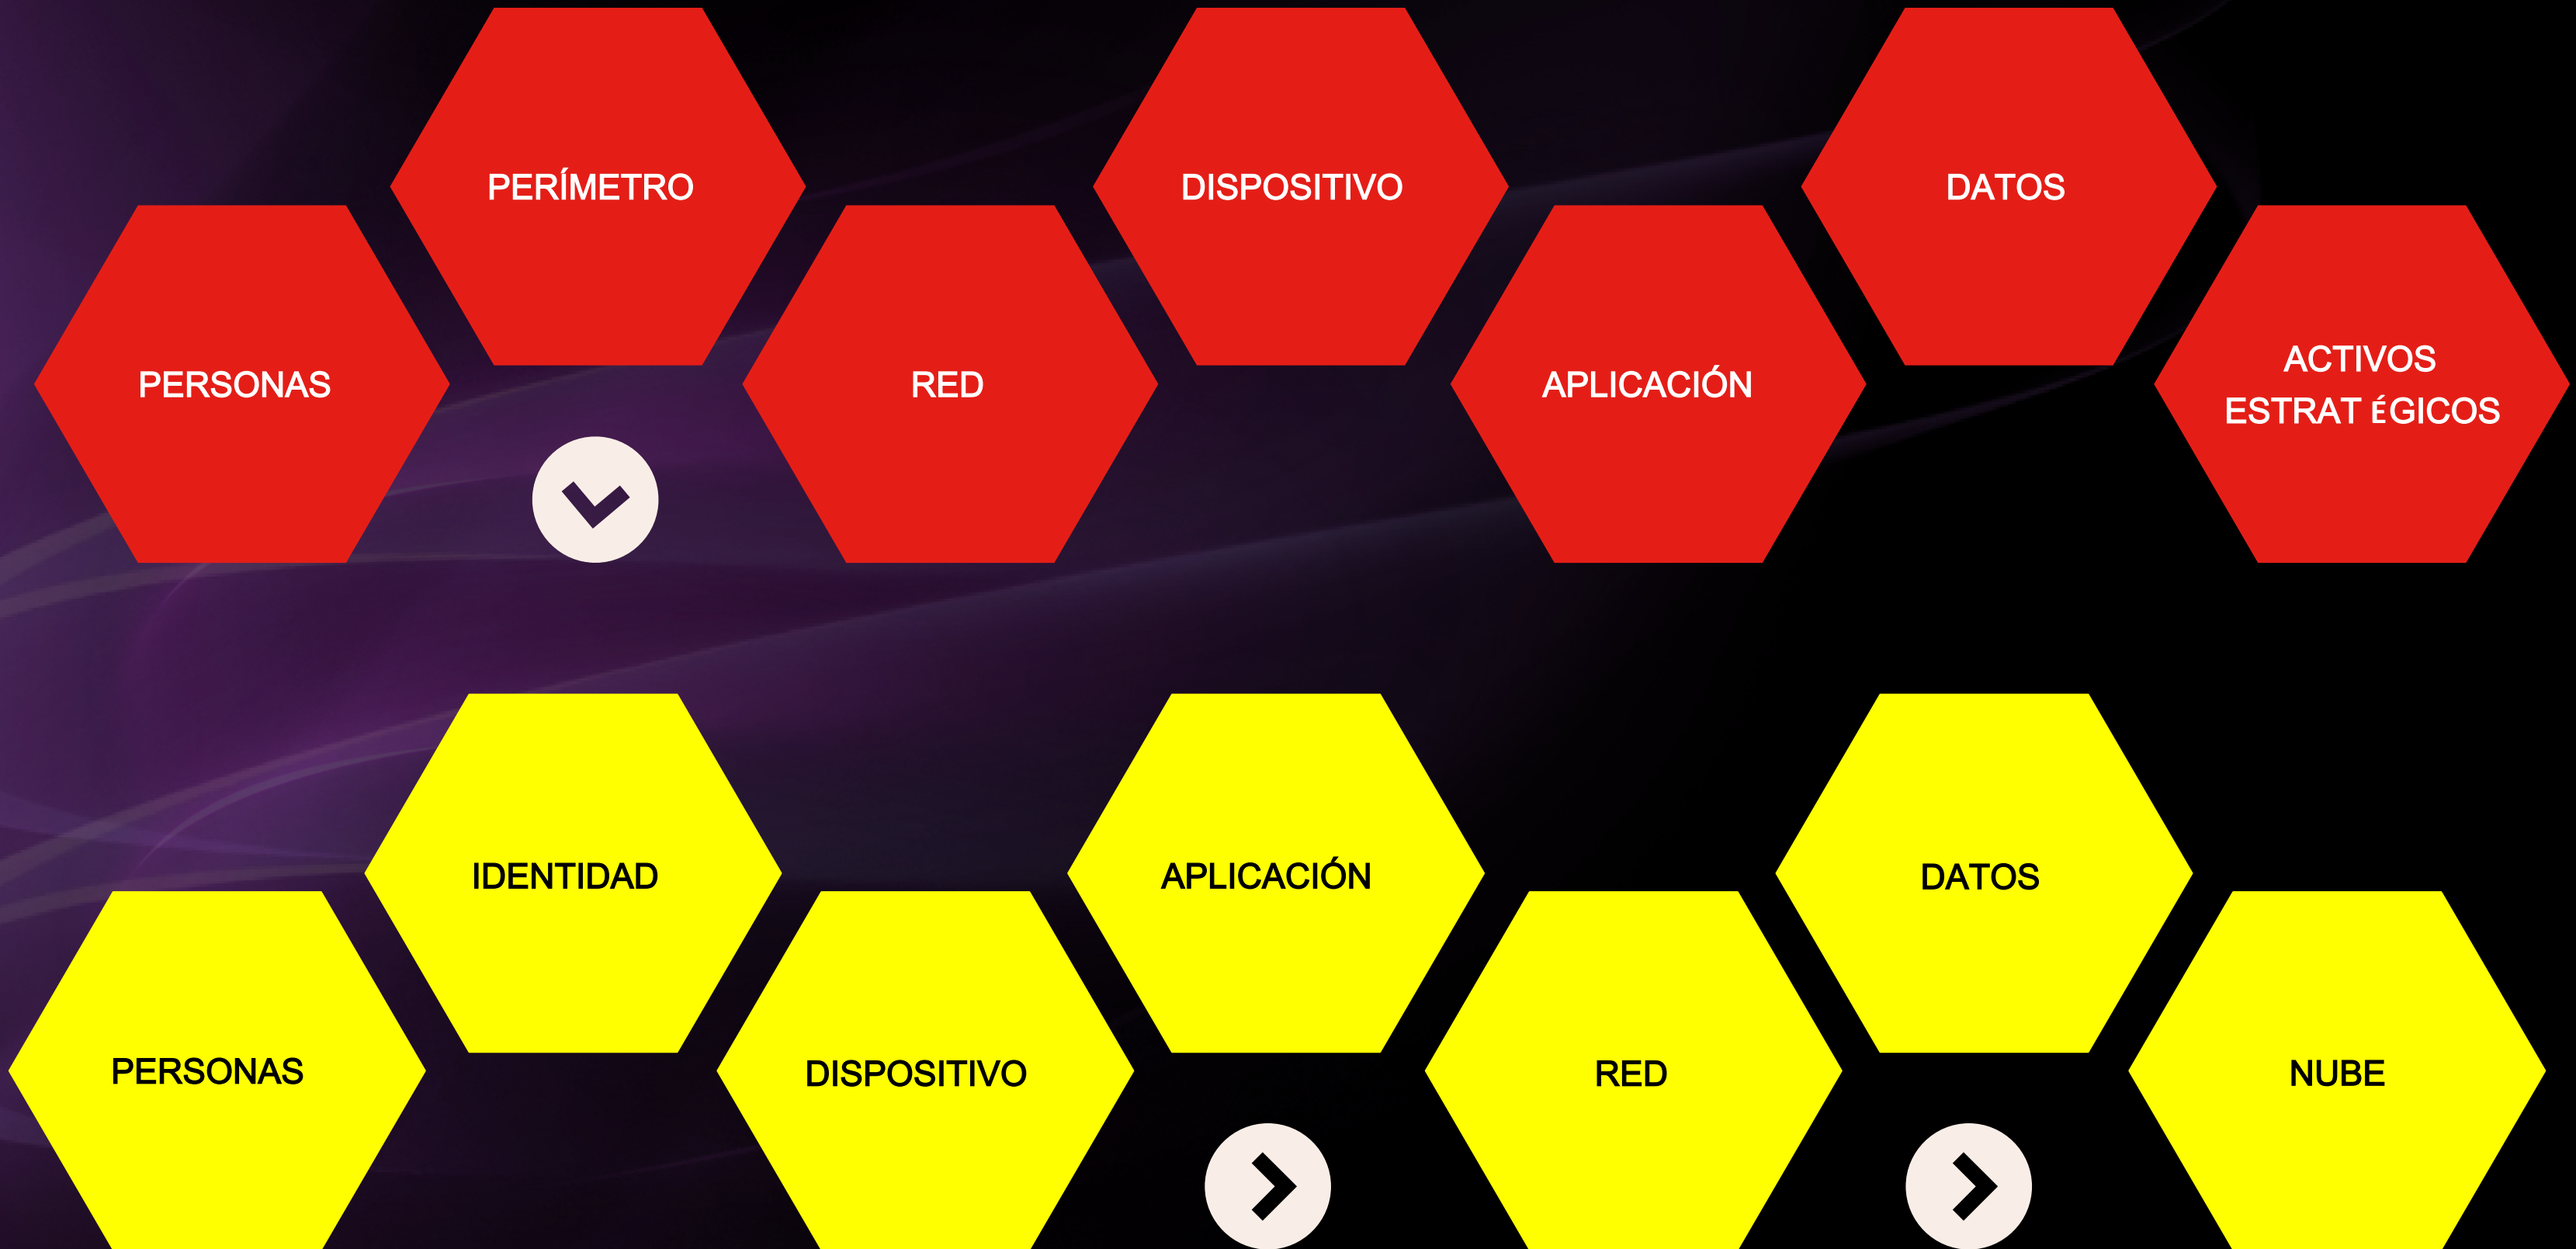 PERÍMETRO
DISPOSITIVO
DATOS
PERSONAS
RED
APLICACIÓN
ACTIVOS
ESTRAT ÉGICOS
IDENTIDAD
APLICACIÓN
DATOS
PERSONAS
DISPOSITIVO
RED
NUBE